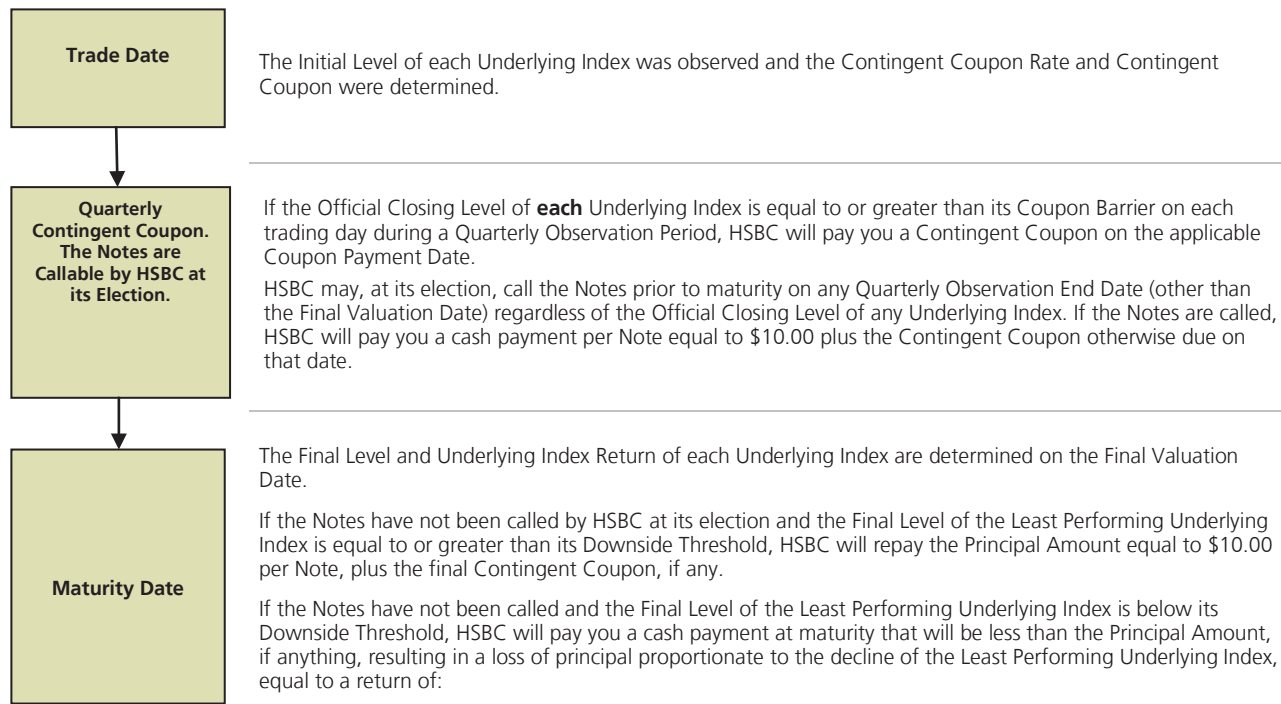 Trade Date
The Initial Level of each Underlying Index was observed and the Contingent Coupon Rate and Contingent
Coupon were determined.
Quarterly
Contingent Coupon.
The Notes are
Callable by HSBC at
its Election.
If the Official Closing Level of each Underlying Index is equal to or greater than its Coupon Barrier on each
trading day during a Quarterly Observation Period, HSBC will pay you a Contingent Coupon on the applicable
Coupon Payment Date.
HSBC may, at its election, call the Notes prior to maturity on any Quarterly Observation End Date (other than
the Final Valuation Date) regardless of the Official Closing Level of any Underlying Index. If the Notes are called,
HSBC will pay you a cash payment per Note equal to $10.00 plus the Contingent Coupon otherwise due on
that date.
Maturity Date
The Final Level and Underlying Index Return of each Underlying Index are determined on the Final Valuation
Date.
If the Notes have not been called by HSBC at its election and the Final Level of the Least Performing Underlying
Index is equal to or greater than its Downside Threshold, HSBC will repay the Principal Amount equal to $10.00
per Note, plus the final Contingent Coupon, if any.
If the Notes have not been called and the Final Level of the Least Performing Underlying Index is below its
Downside Threshold, HSBC will pay you a cash payment at maturity that will be less than the Principal Amount,
if anything, resulting in a loss of principal proportionate to the decline of the Least Performing Underlying Index,
equal to a return of: